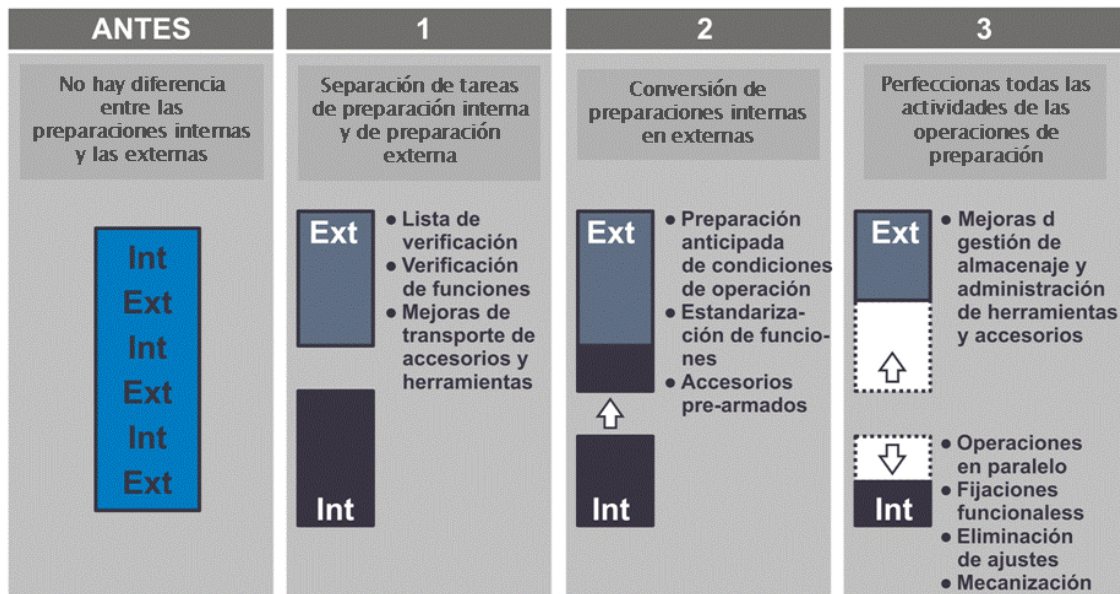 ANTES
No hay diferencia
entre las
preparaciones internas
y las externas
Int
Ext
Int
Ext
Int
Ext
1
Separación de tareas
de preparación interna
y de preparación
externa
Ext
● Lista de
verificación
● Verificación
de funciones
● Mejoras de
transporte de
accesorios y
herramientas
Int
2
Conversión de
preparaciones internas
en externas
Ext
● Preparación
anticipada
de condiciones
de operación
● Estandariza-
ción de funcio-
nes
● Accesorios
pre-armados
Int
3
Perfeccionas todas las
actividades de las
operaciones de
preparación
Ext
● Mejoras d
gestión de
almacenaje y
administración
de herramientas
y accesorios
Int
● Operaciones
en paralelo
● Fijaciones
funcionaless
● Eliminación
de ajustes
● Mecanización